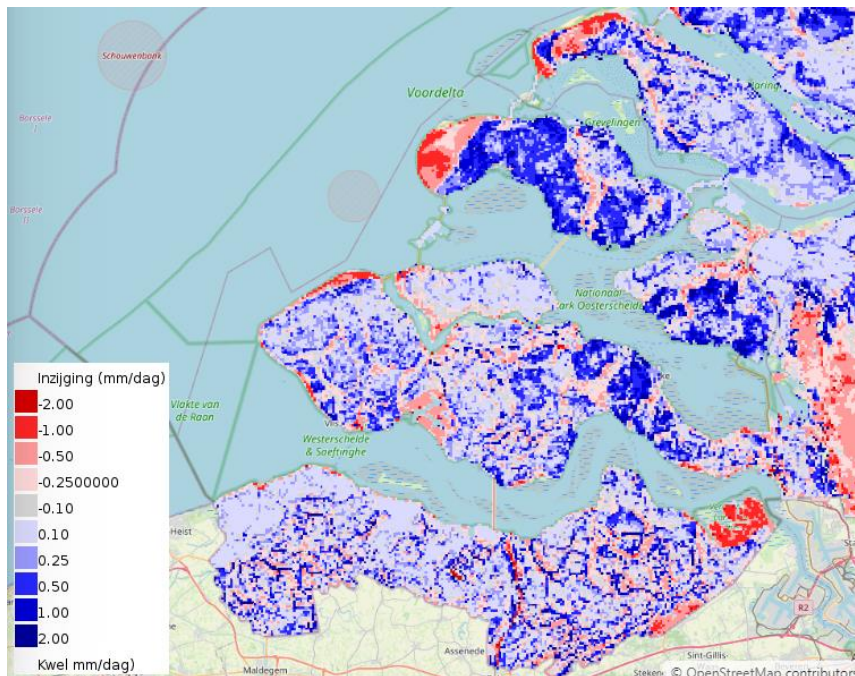 Schouwenbank
Voordelta
Borssele
I
Grevelingen
Borssele
II
Nationaal
Park Oosterschelde
Inzijging (mm/dag)
-2.00
-1.00
-0.50
-0.2500000
-0.10
0.10
0.25
0.50
1.00
2.00
Kwel mm/dag)
Vlakte van
de Raan
Westerschelde
& Saeftinghe
Heist
R2
Assenede
Maldegem
Sint-Gillis-
Steken
© OpenStreetMap contributors